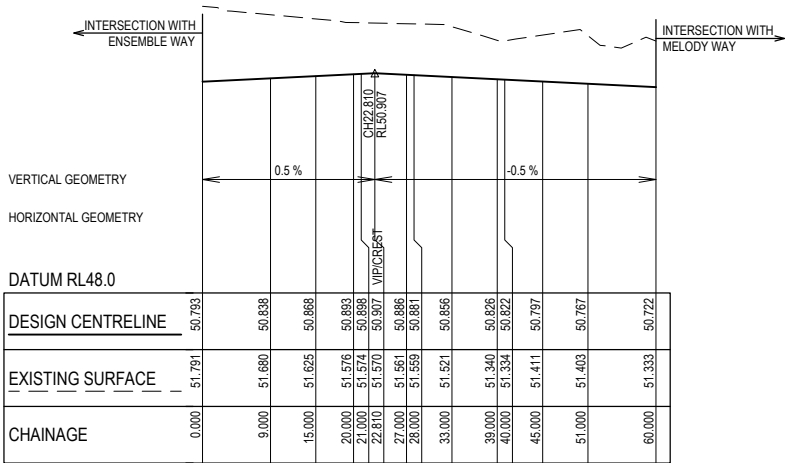 INTERSECTION WITH
ENSEMBLE WAY
INTERSECTION WITH
MELODY WAY
CH22.810
RL50.907
0.5 %
-0.5 %
VERTICAL GEOMETRY
HORIZONTAL GEOMETRY
VIP/CREST
DATUM RL48.0
DESIGN CENTRELINE 50.793 50.838 50.868 50.893 50.898 50.907 50.886 50.881 50.856 50.826 50.822 50.797 50.767 50.722
EXISTING SURFACE 51.791 51.680 51.625 51.576 51.574 51.570 51.561 51.559 51.521 51.340 51.334 51.411 51.403 51.333
CHAINAGE 0.000 9.000 15.000 20.000 21.000 22.810 27.000 28.000 33.000 39.000 40.000 45.000 51.000 60.000